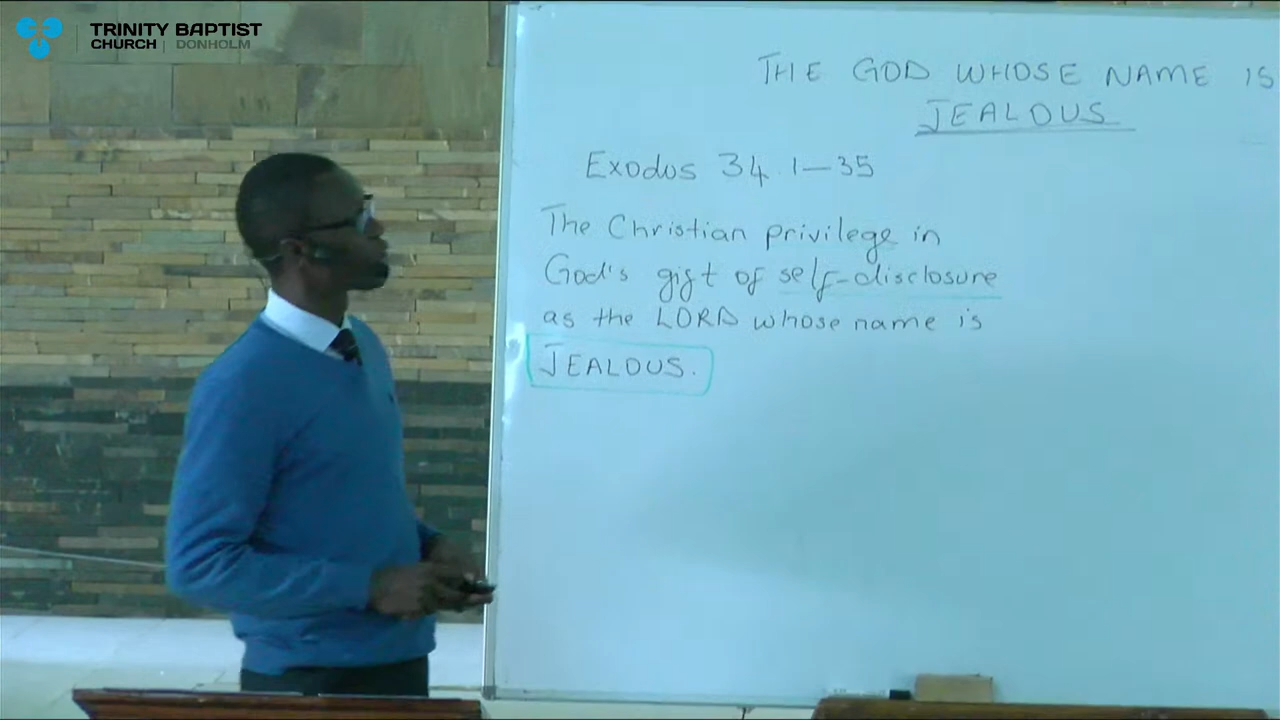 TRINITY BAPTIST
CHURCH | DONHOLM
THE GOD WHOSE NAME IS
JEALOUS
Exodus 34.1—35
The Christian privilege in
God's gift of self-disclosure
as the LORD whose name is
JEALOUS.